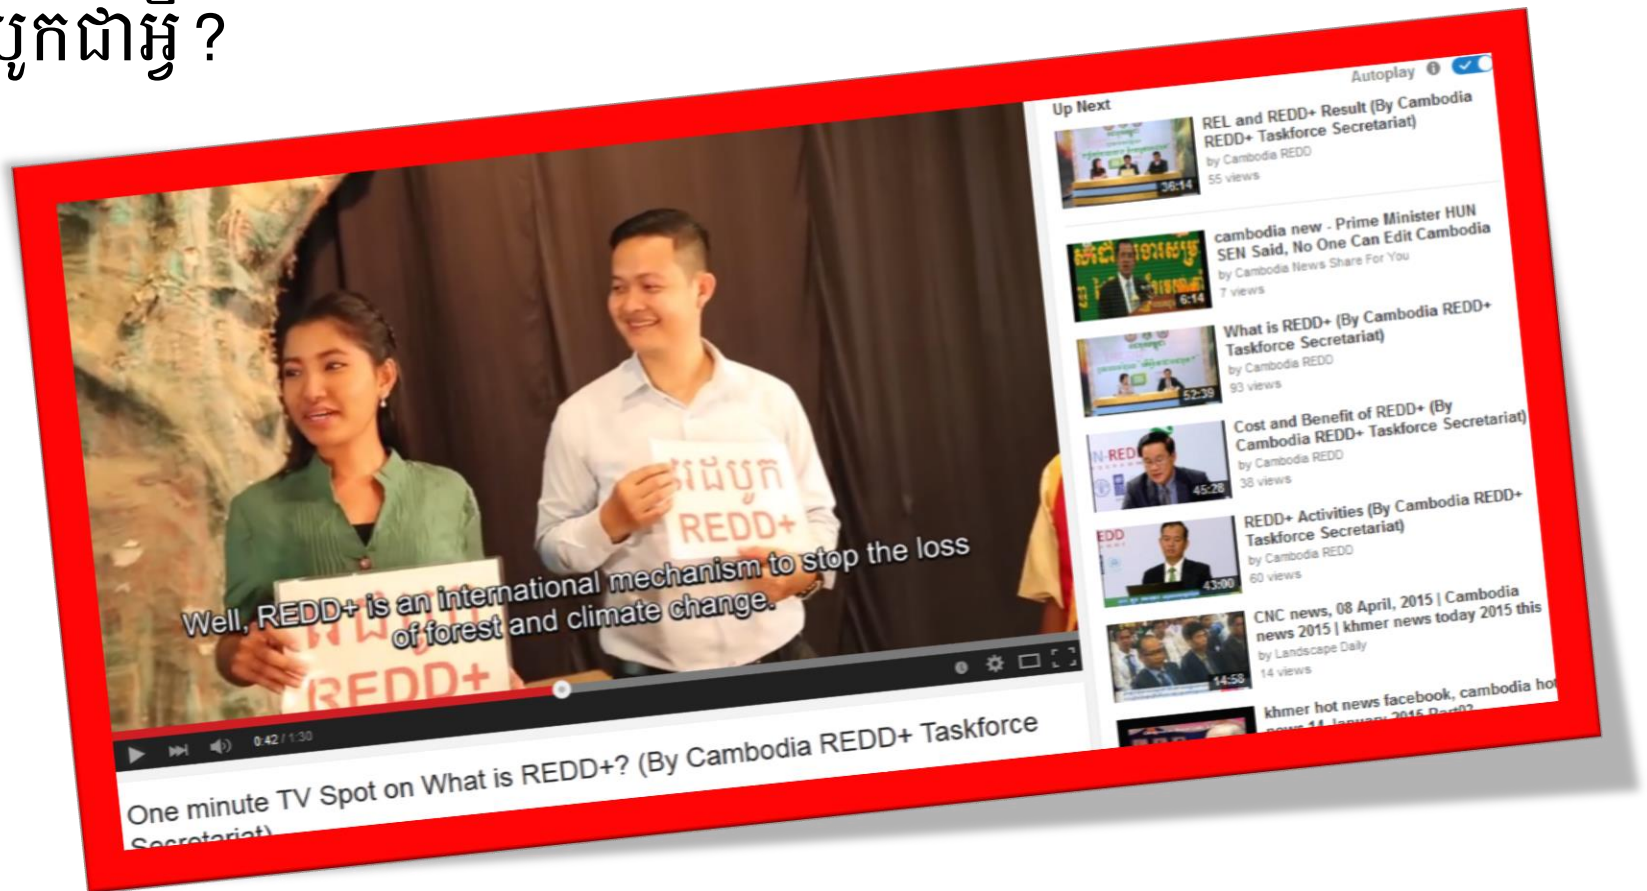 បូកជាអ្វី ?
Autoplay
Up Next
REL and REDD+ Result (By Cambodia
REDD+ Taskforce Secretariat)
by Cambodia REDD
55 views
36:14
cambodia new - Prime Minister HUN
SEN Said, No One Can Edit Cambodia
by Cambodia News Share For You
7 views
6:14
What is REDD+ (By Cambodia REDD+
Taskforce Secretariat)
by Cambodia REDD
93 views
52:39
Cost and Benefit of REDD+ (By
Cambodia REDD+ Taskforce Secretariat)
by Cambodia REDD
38 views
45:28
REDD+ Activities (By Cambodia REDD+
Taskforce Secretariat)
by Cambodia REDD
60 views
43:00
CNC news, 08 April, 2015 | Cambodia
news 2015 | khmer news today 2015 this
by Landscape Daily
14 views
14:58
khmer hot news facebook, cambodia hot
រេដបូក
REDD+
REDD+
Well, REDD+ is an international mechanism to stop the loss
of forest and climate change.
0:42 / 1:30
One minute TV Spot on What is REDD+? (By Cambodia REDD+ Taskforce
Secretariat)